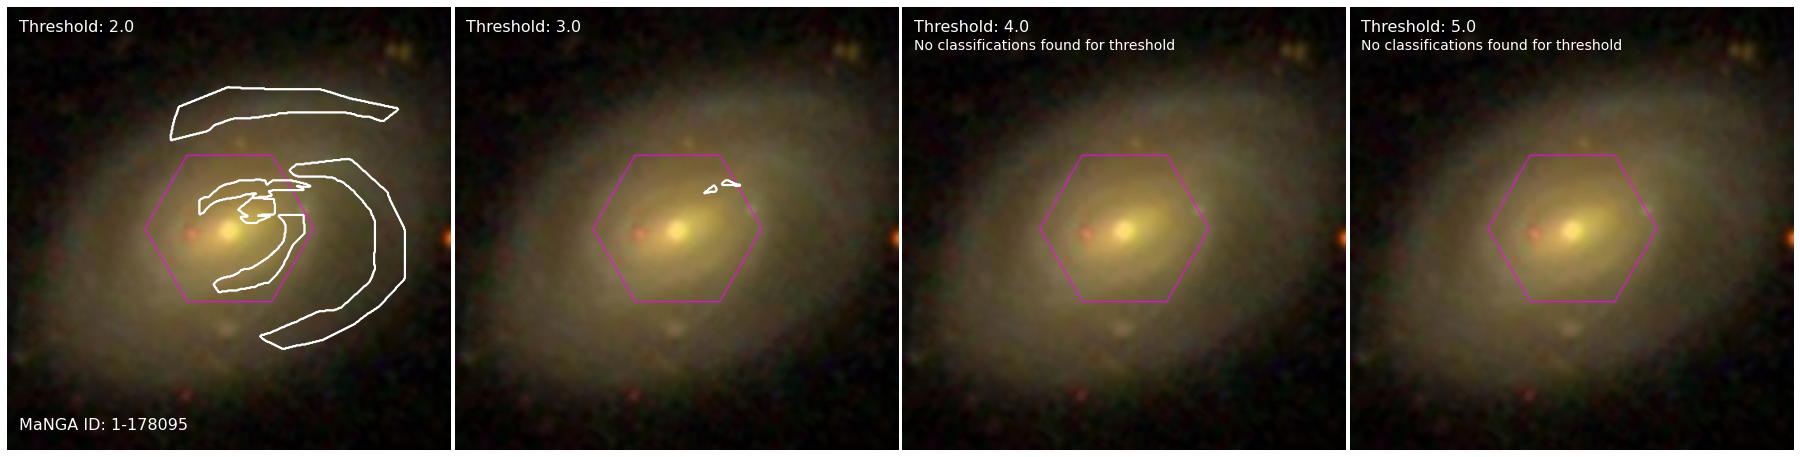 Threshold: 2.0
MaNGA ID: 1-178095
Threshold: 3.0
Threshold: 4.0
No classifications found for threshold
Threshold: 5.0
No classifications found for threshold